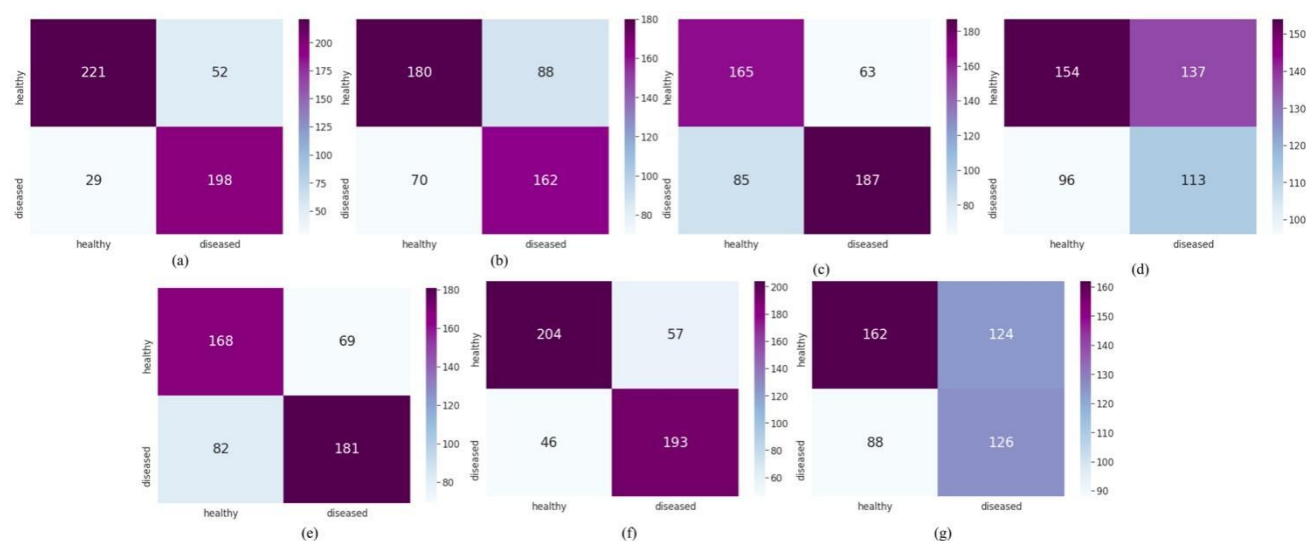 healthy 221 52 200
175
150
125
100
75
50
diseased 29 198
healthy diseased
(a)
healthy 180 88 180
160
140
120
100
80
diseased 70 162
healthy diseased
(b)
healthy 165 63 180
160
140
120
100
80
diseased 85 187
healthy diseased
(c)
healthy 154 137 150
140
130
120
110
100
diseased 96 113
healthy diseased
(d)
healthy 168 69 180
160
140
120
100
80
diseased 82 181
healthy diseased
(e)
healthy 204 57 200
180
160
140
120
100
80
60
diseased 46 193
healthy diseased
(f)
healthy 162 124 160
150
140
130
120
110
100
90
diseased 88 126
healthy diseased
(g)